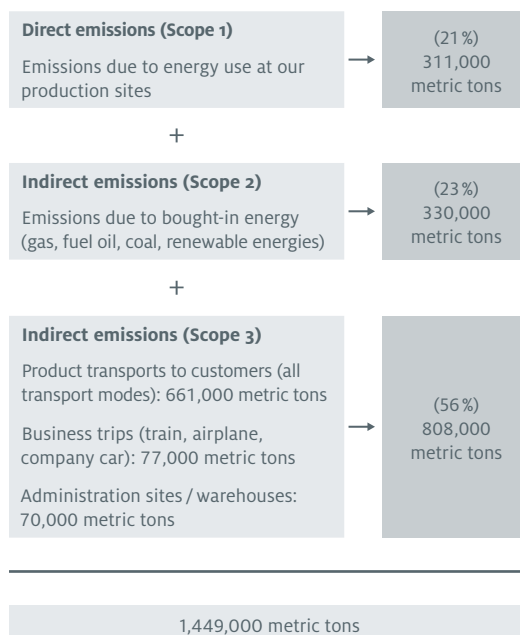 Direct emissions (Scope 1)
Emissions due to energy use at our
production sites
(21 %)
311,000
metric tons
+
Indirect emissions (Scope 2)
Emissions due to bought-in energy
(gas, fuel oil, coal, renewable energies)
(23 %)
330,000
metric tons
+
Indirect emissions (Scope 3)
Product transports to customers (all
transport modes): 661,000 metric tons
Business trips (train, airplane,
company car): 77,000 metric tons
Administration sites / warehouses:
70,000 metric tons
(56 %)
808,000
metric tons
1,449,000 metric tons